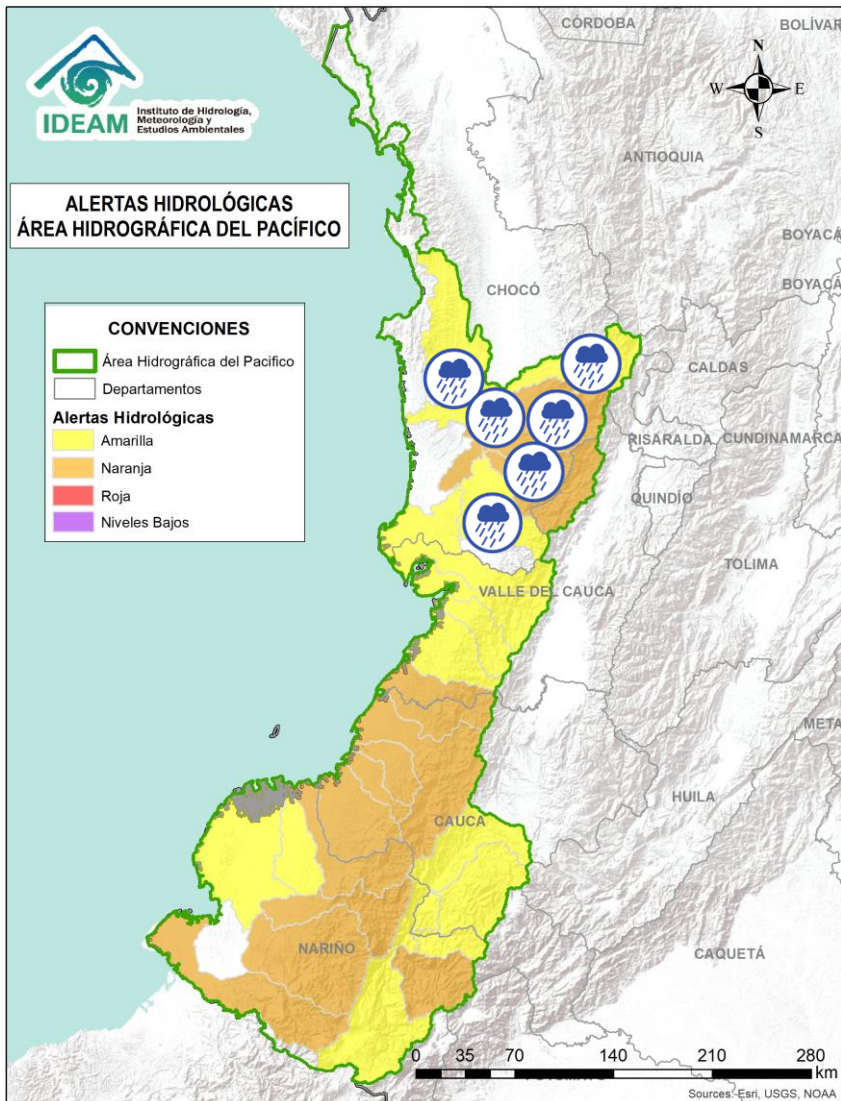 CÓRDOBA
BOLÍVAR
IDEAM
Instituto de Hidrología,
Meteorología y
Estudios Ambientales
N
W
E
S
ANTIOQUIA
ALERTAS HIDROLÓGICAS
ÁREA HIDROGRÁFICA DEL PACÍFICO
BOYACÁ
BOYACÁ
CHOCÓ
CONVENCIONES
Área Hidrográfica del Pacifico
Departamentos
Alertas Hidrológicas
Amarilla
Naranja
Roja
Niveles Bajos
CALDAS
RISARALDA
CUNDINAMARCA
QUINDÍO
TOLIMA
VALLE DEL CAUCA
META
HUILA
CAUCA
NARIÑO
CAQUETÁ
0 35 70 140 210 280
km
Sources: Esri, USGS, NOAA